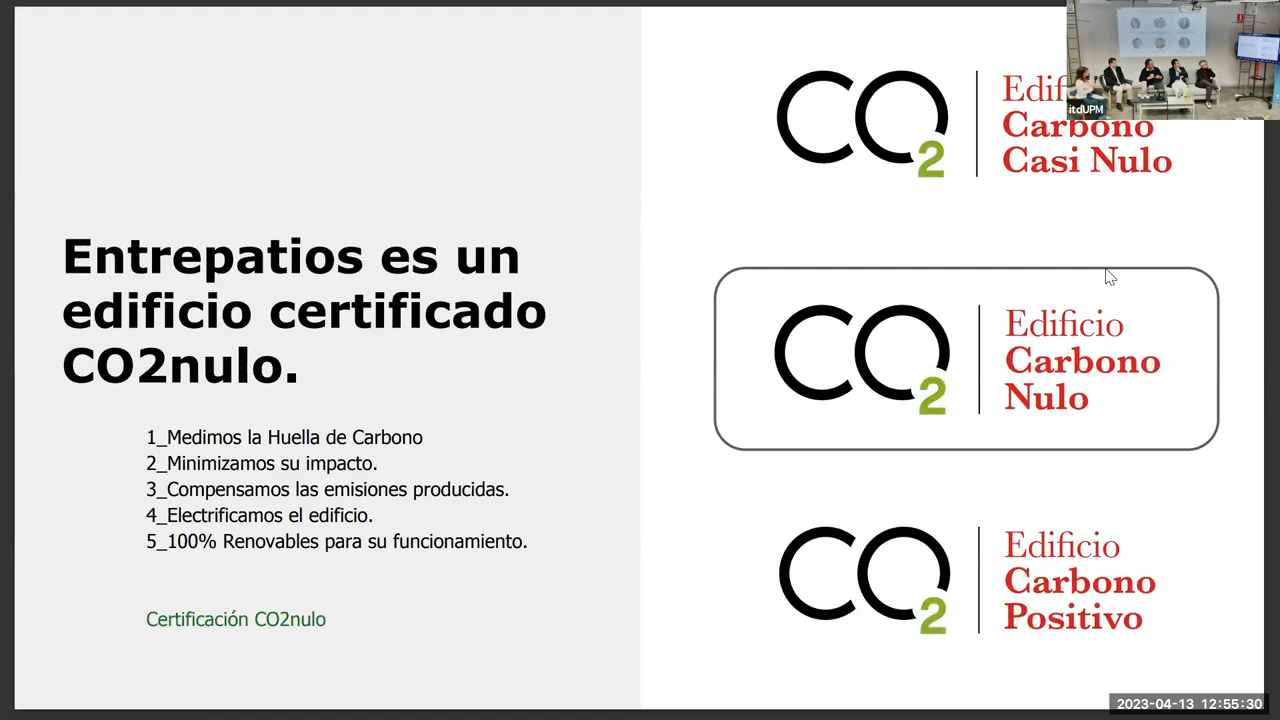 Entrepatios es un
edificio certificado
CO2nulo.
1_Medimos la Huella de Carbono
2_Minimizamos su impacto.
3_Compensamos las emisiones producidas.
4_Electrificamos el edificio.
5_100% Renovables para su funcionamiento.
Certificación CO2nulo
CO2
Carbono
Casi Nulo
CO2
Edificio
Carbono
Nulo
CO2
Edificio
Carbono
Positivo
itdUPM
2023-04-13 12:55:30